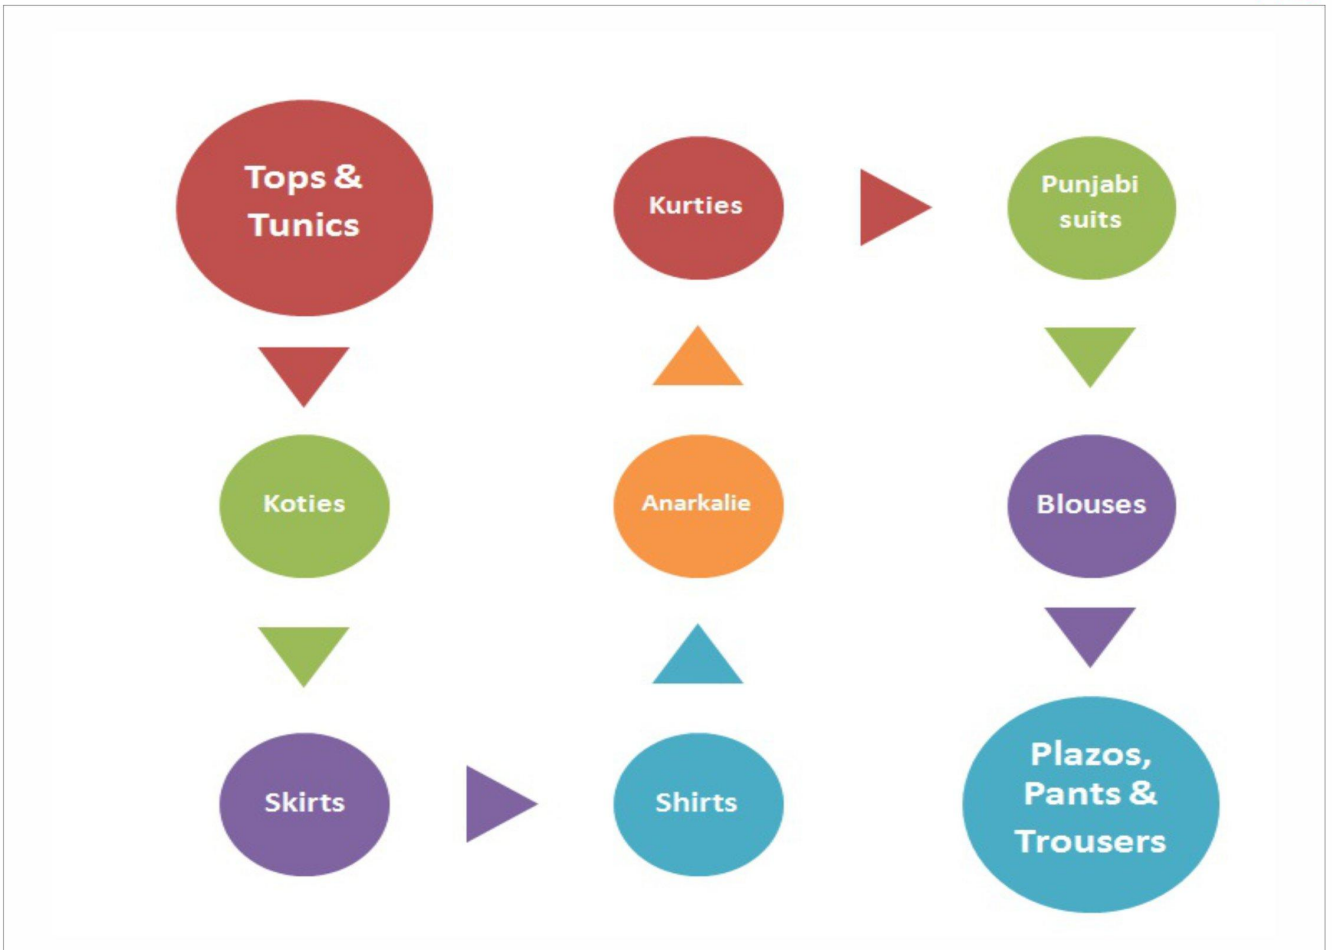 Tops &
Tunics
Koties
Skirts
Shirts
Anarkalie
Kurties
Punjabi
suits
Blouses
Plazos,
Pants &
Trousers